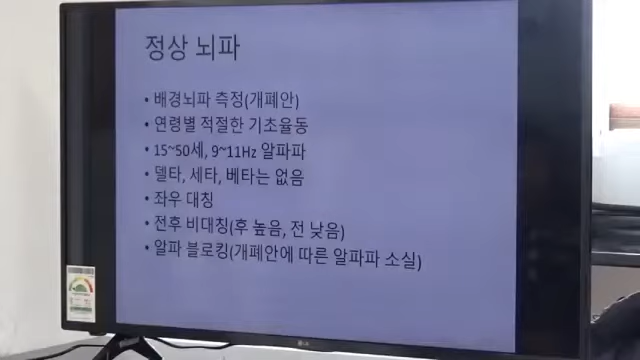 정상 뇌파
• 배경뇌파 측정(개폐안)
• 연령별 적절한 기초율동
• 15~50세, 9~11Hz 알파파
• 델타, 세타, 베타는 없음
• 좌우 대칭
• 전후 비대칭(후 높음, 전 낮음)
• 알파 블로킹(개폐안에 따른 알파파 소실)
LG